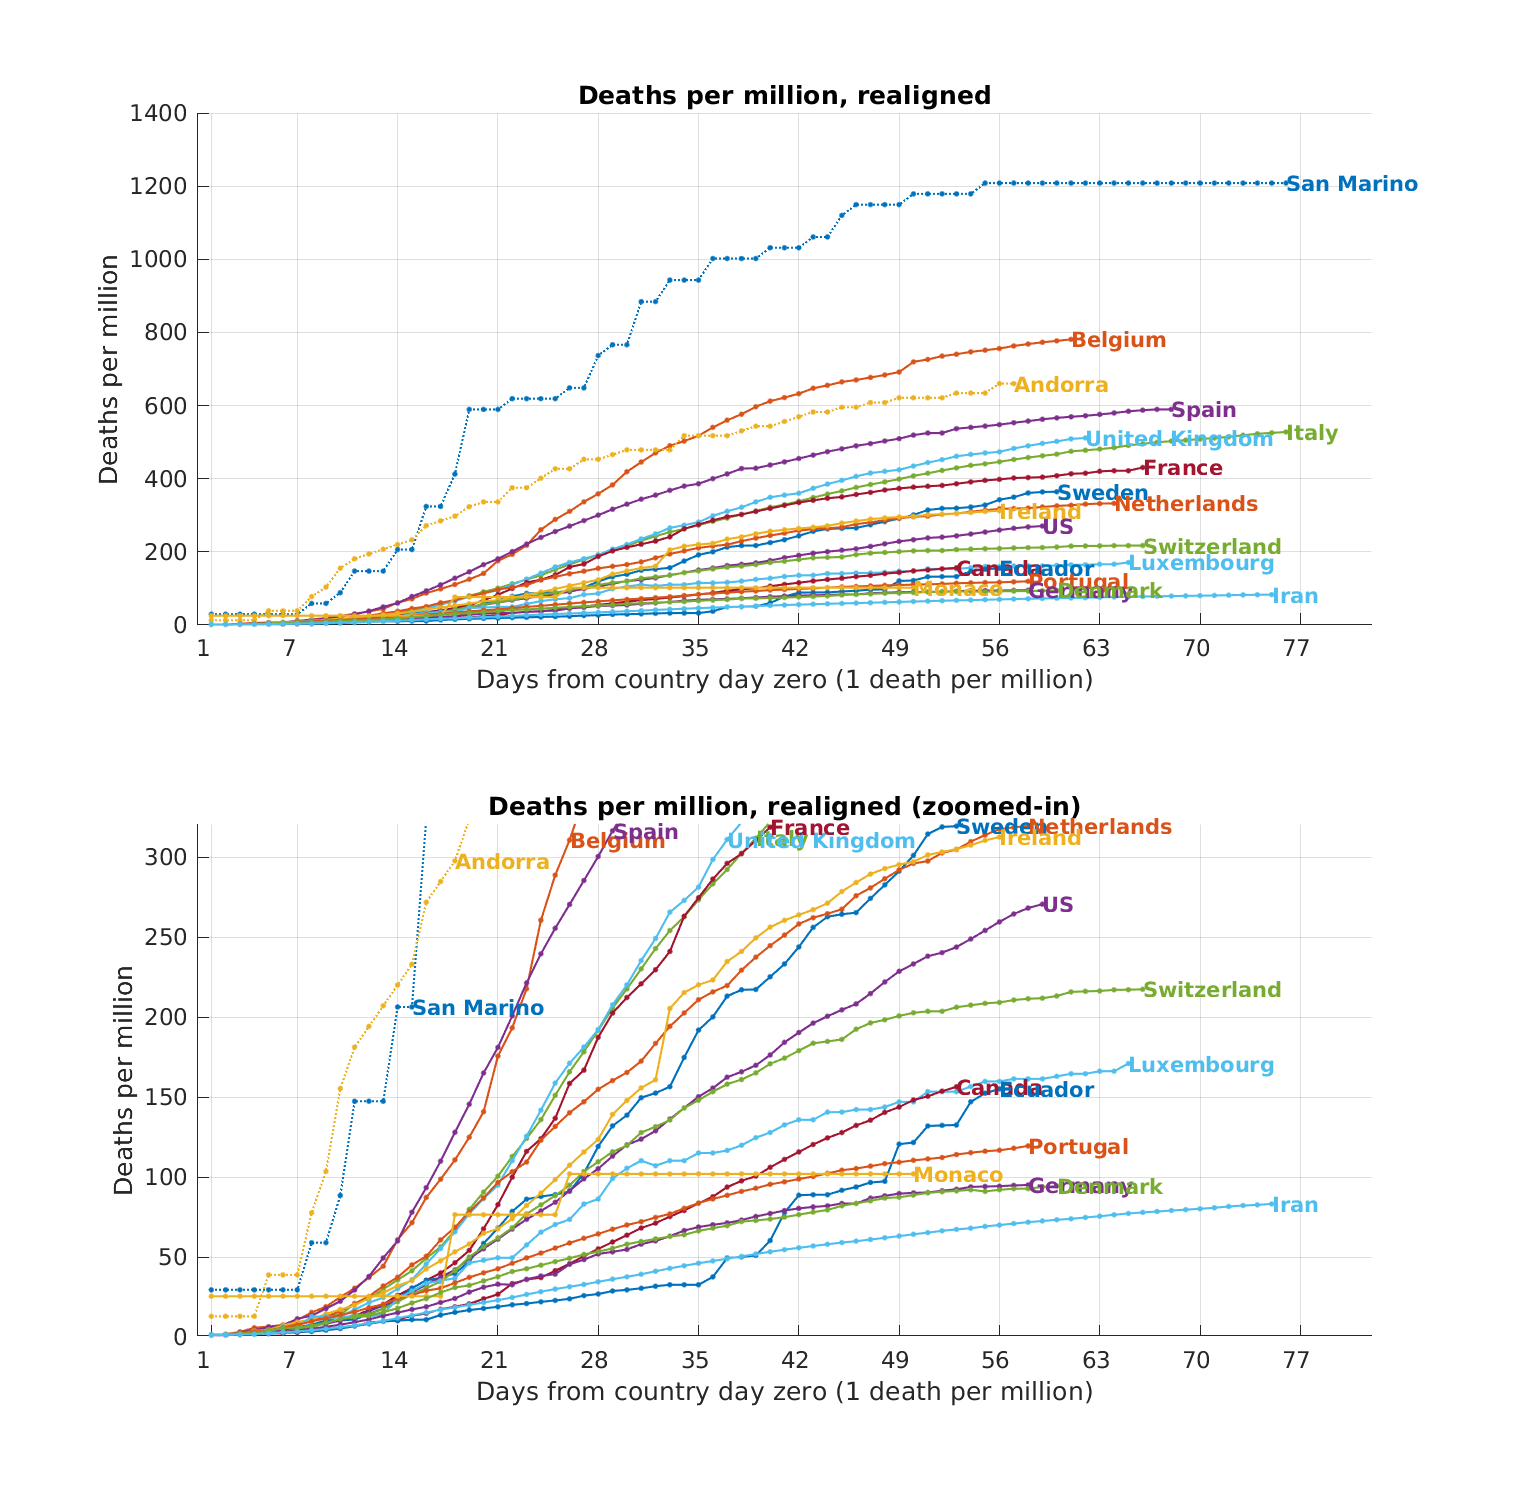 Deaths per million, realigned
1400
1200
1000
800
600
400
200
0
Deaths per million
San Marino
Belgium
Andorra
Spain
Italy
United Kingdom
France
Sweden
Netherlands
Ireland
US
Switzerland
Luxembourg
Canada
Ecuador
Portugal
Monaco
Germany
Denmark
Iran
1 7 14 21 28 35 42 49 56 63 70 77
Days from country day zero (1 death per million)
Deaths per million, realigned (zoomed-in)
300
250
200
150
100
50
0
Deaths per million
Spain
Belgium
Andorra
San Marino
France
Italy
United Kingdom
Sweden
Netherlands
Ireland
US
Switzerland
Luxembourg
Canada
Ecuador
Portugal
Monaco
Germany
Denmark
Iran
1 7 14 21 28 35 42 49 56 63 70 77
Days from country day zero (1 death per million)